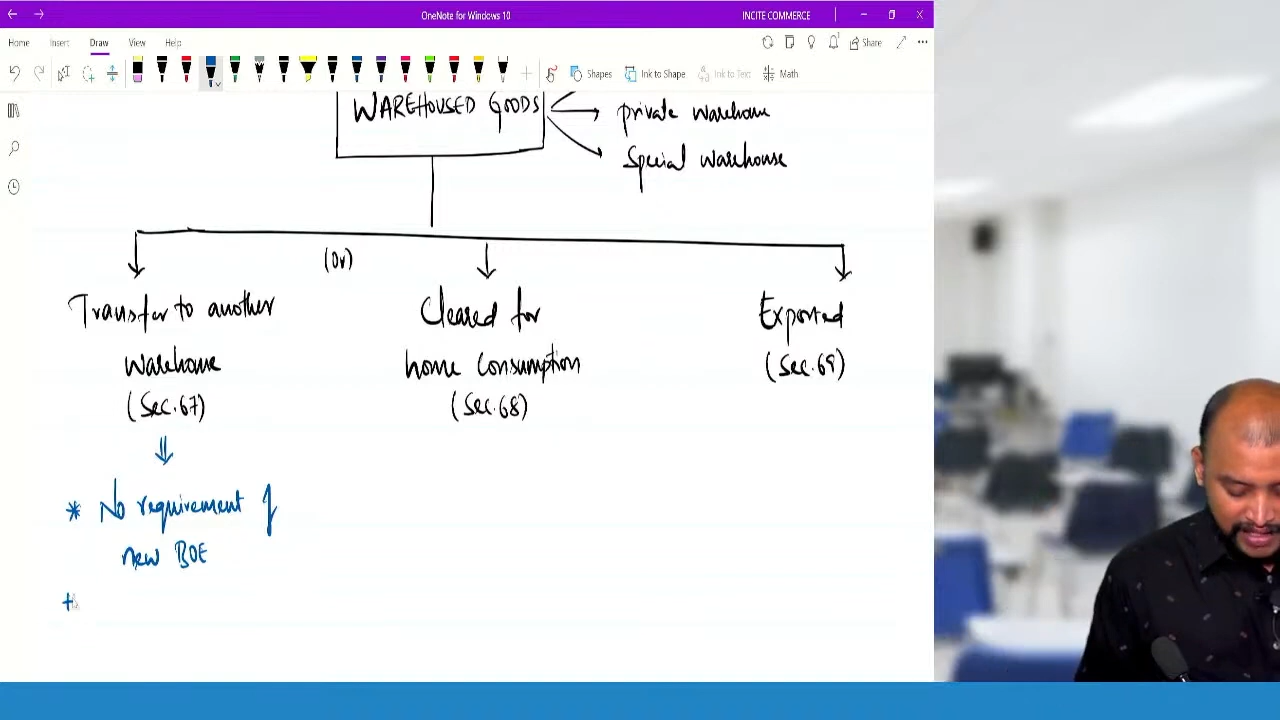 OneNote for Windows 10
INCITE COMMERCE
Home Insert Draw View Help
Share
Shapes Ink to Shape Ink to Text Math
WAREHOUSED GOODS
private warehouse
Special warehouse
(Or)
Transfer to another
warehouse
(Sec.67)
Cleared for
home Consumption
(Sec.68)
Exported
(Sec.69)
* No requirement of
new BOE